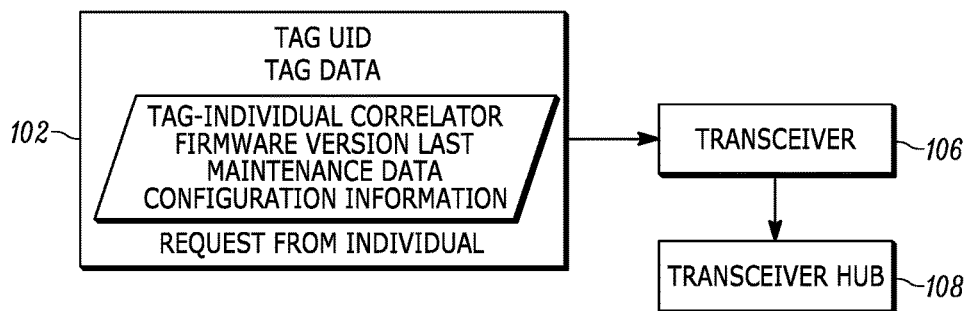 TAG UID
TAG DATA
TAG-INDIVIDUAL CORRELATOR
FIRMWARE VERSION LAST
MAINTENANCE DATA
CONFIGURATION INFORMATION
REQUEST FROM INDIVIDUAL
102
TRANSCEIVER
106
TRANSCEIVER HUB
108